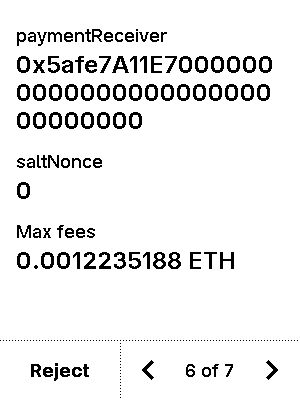 paymentReceiver
0x5afe7A11E7000000
0000000000000000
00000000
saltNonce
0
Max fees
0.0012235188 ETH
Reject
6 of 7